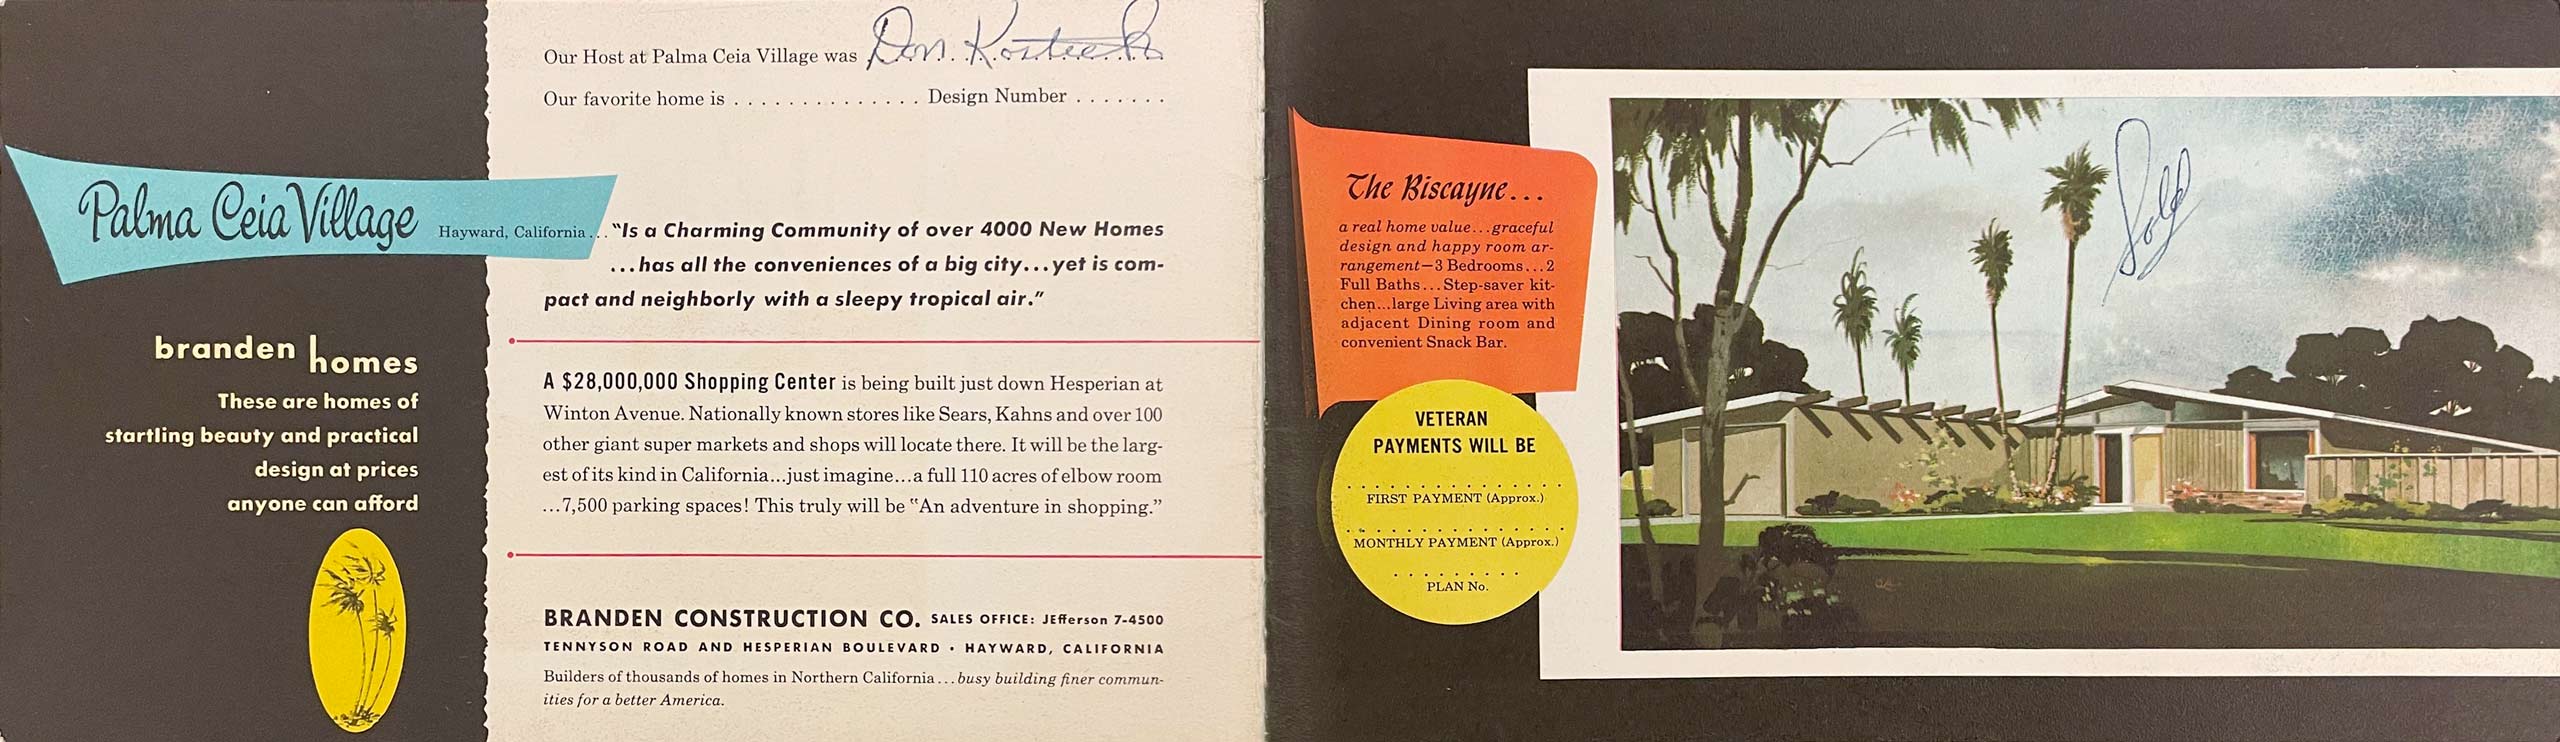 Our Host at Palma Ceia Village was Don
Our favorite home is . . . . . . . . . . . . . . Design Number . . . . . . .
Palma Ceia Village Hayward, California... "Is a Charming Community of over 4000 New Homes
...has all the conveniences of a big city...yet is com-
pact and neighborly with a sleepy tropical air."
branden homes
These are homes of
startling beauty and practical
design at prices
anyone can afford
A $28,000,000 Shopping Center is being built just down Hesperian at
Winton Avenue. Nationally known stores like Sears, Kahns and over 100
other giant super markets and shops will locate there. It will be the larg-
est of its kind in California...just imagine...a full 110 acres of elbow room
...7,500 parking spaces! This truly will be "An adventure in shopping."
BRANDEN CONSTRUCTION CO. SALES OFFICE: JEfferson 7-4500
TENNYSON ROAD AND HESPERIAN BOULEVARD • HAYWARD, CALIFORNIA
Builders of thousands of homes in Northern California...busy building finer commun-
ities for a better America.
The Biscayne...
a real home value...graceful
design and happy room ar-
rangement—3 Bedrooms...2
Full Baths...Step-saver kit-
chen...large Living area with
adjacent Dining room and
convenient Snack Bar.
VETERAN
PAYMENTS WILL BE
FIRST PAYMENT (Approx.)
MONTHLY PAYMENT (Approx.)
PLAN No.
Sold